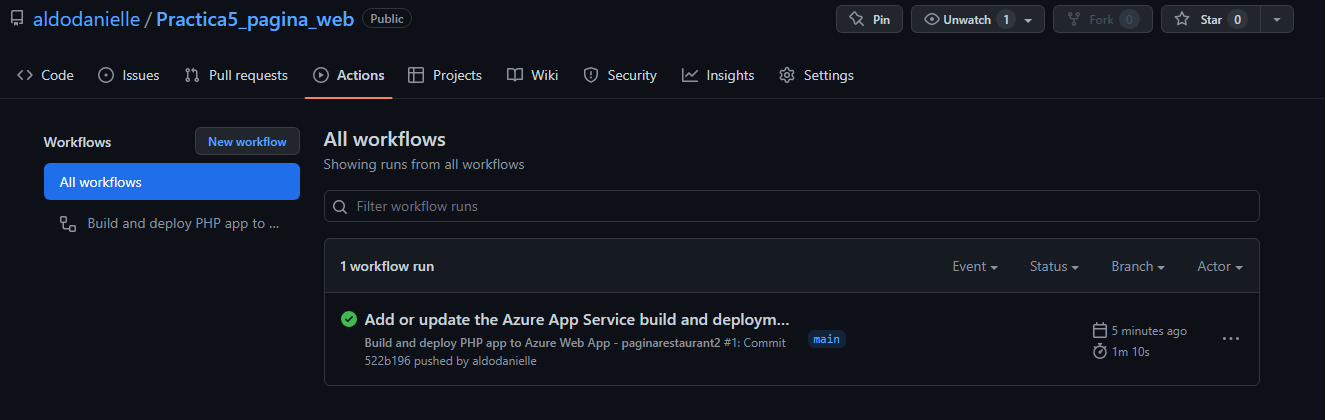 aldodanielle / Practica5_pagina_web Public
Pin Unwatch 1 Fork 0 Star 0
Code Issues Pull requests Actions Projects Wiki Security Insights Settings
Workflows New workflow
All workflows
Build and deploy PHP app to ...
All workflows
Showing runs from all workflows
Filter workflow runs
1 workflow run Event Status Branch Actor
Add or update the Azure App Service build and deploym...
Build and deploy PHP app to Azure Web App - paginarestaurant2 #1: Commit
522b196 pushed by aldodanielle
main
5 minutes ago
1m 10s